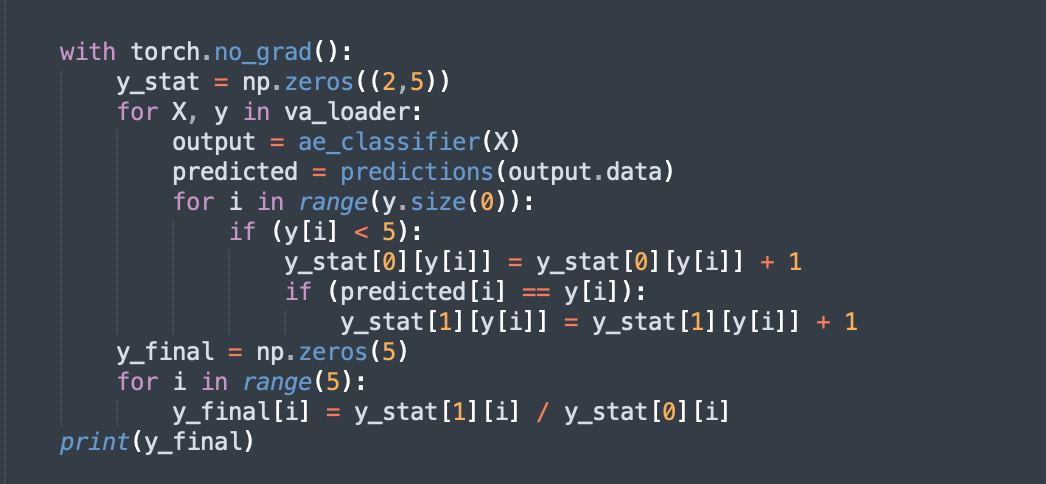 with torch.no_grad():
    y_stat = np.zeros((2,5))
    for X, y in va_loader:
        output = ae_classifier(X)
        predicted = predictions(output.data)
        for i in range(y.size(0)):
            if (y[i] < 5):
                y_stat[0][y[i]] = y_stat[0][y[i]] + 1
                if (predicted[i] == y[i]):
                    y_stat[1][y[i]] = y_stat[1][y[i]] + 1
    y_final = np.zeros(5)
    for i in range(5):
        y_final[i] = y_stat[1][i] / y_stat[0][i]
print(y_final)